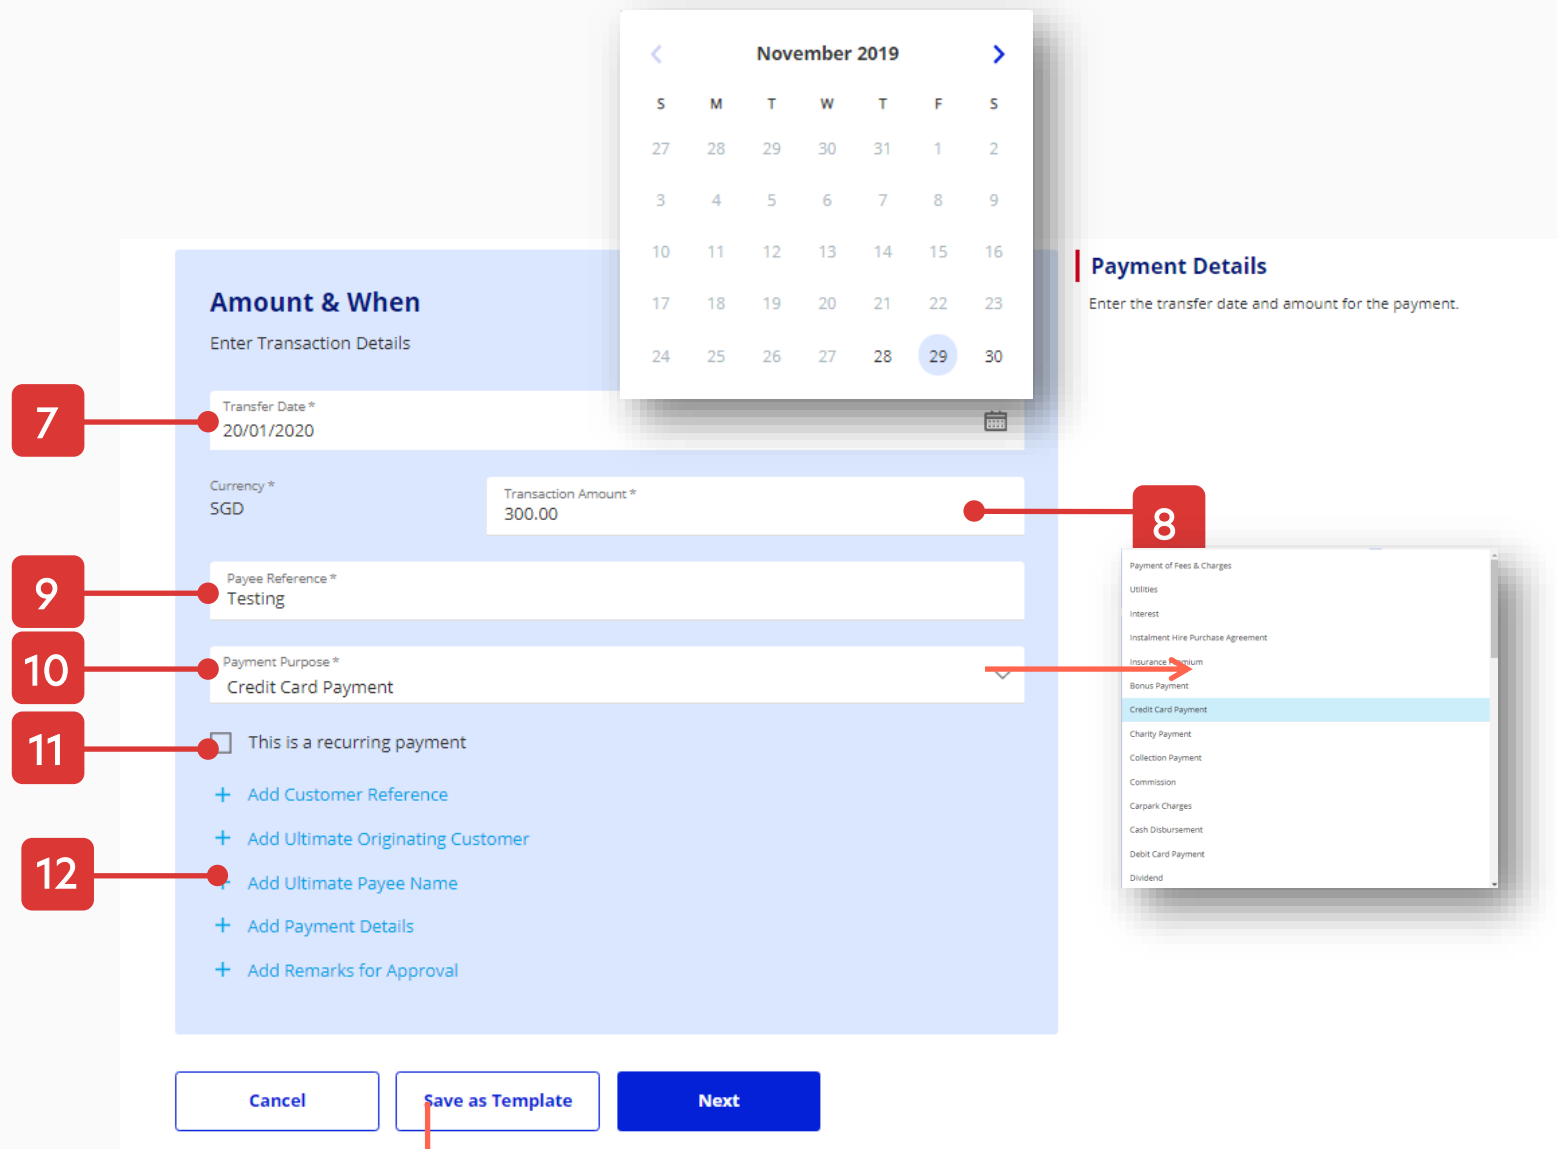 November 2019
S M T W T F S
27 28 29 30 31 1 2
3 4 5 6 7 8 9
10 11 12 13 14 15 16
17 18 19 20 21 22 23
24 25 26 27 28 29 30
Payment Details
Enter the transfer date and amount for the payment.
Amount & When
Enter Transaction Details
7
Transfer Date *
20/01/2020
Currency *
SGD
Transaction Amount *
300.00
8
9
Payee Reference *
Testing
10
Payment Purpose *
Credit Card Payment
11
This is a recurring payment
+ Add Customer Reference
+ Add Ultimate Originating Customer
12
+ Add Ultimate Payee Name
+ Add Payment Details
+ Add Remarks for Approval
Payment of Fees & Charges
Utilities
Interest
Instalment Hire Purchase Agreement
Insurance Premium
Bonus Payment
Credit Card Payment
Charity Payment
Collection Payment
Commission
Carpark Charges
Cash Disbursement
Debit Card Payment
Dividend
Cancel
Save as Template
Next